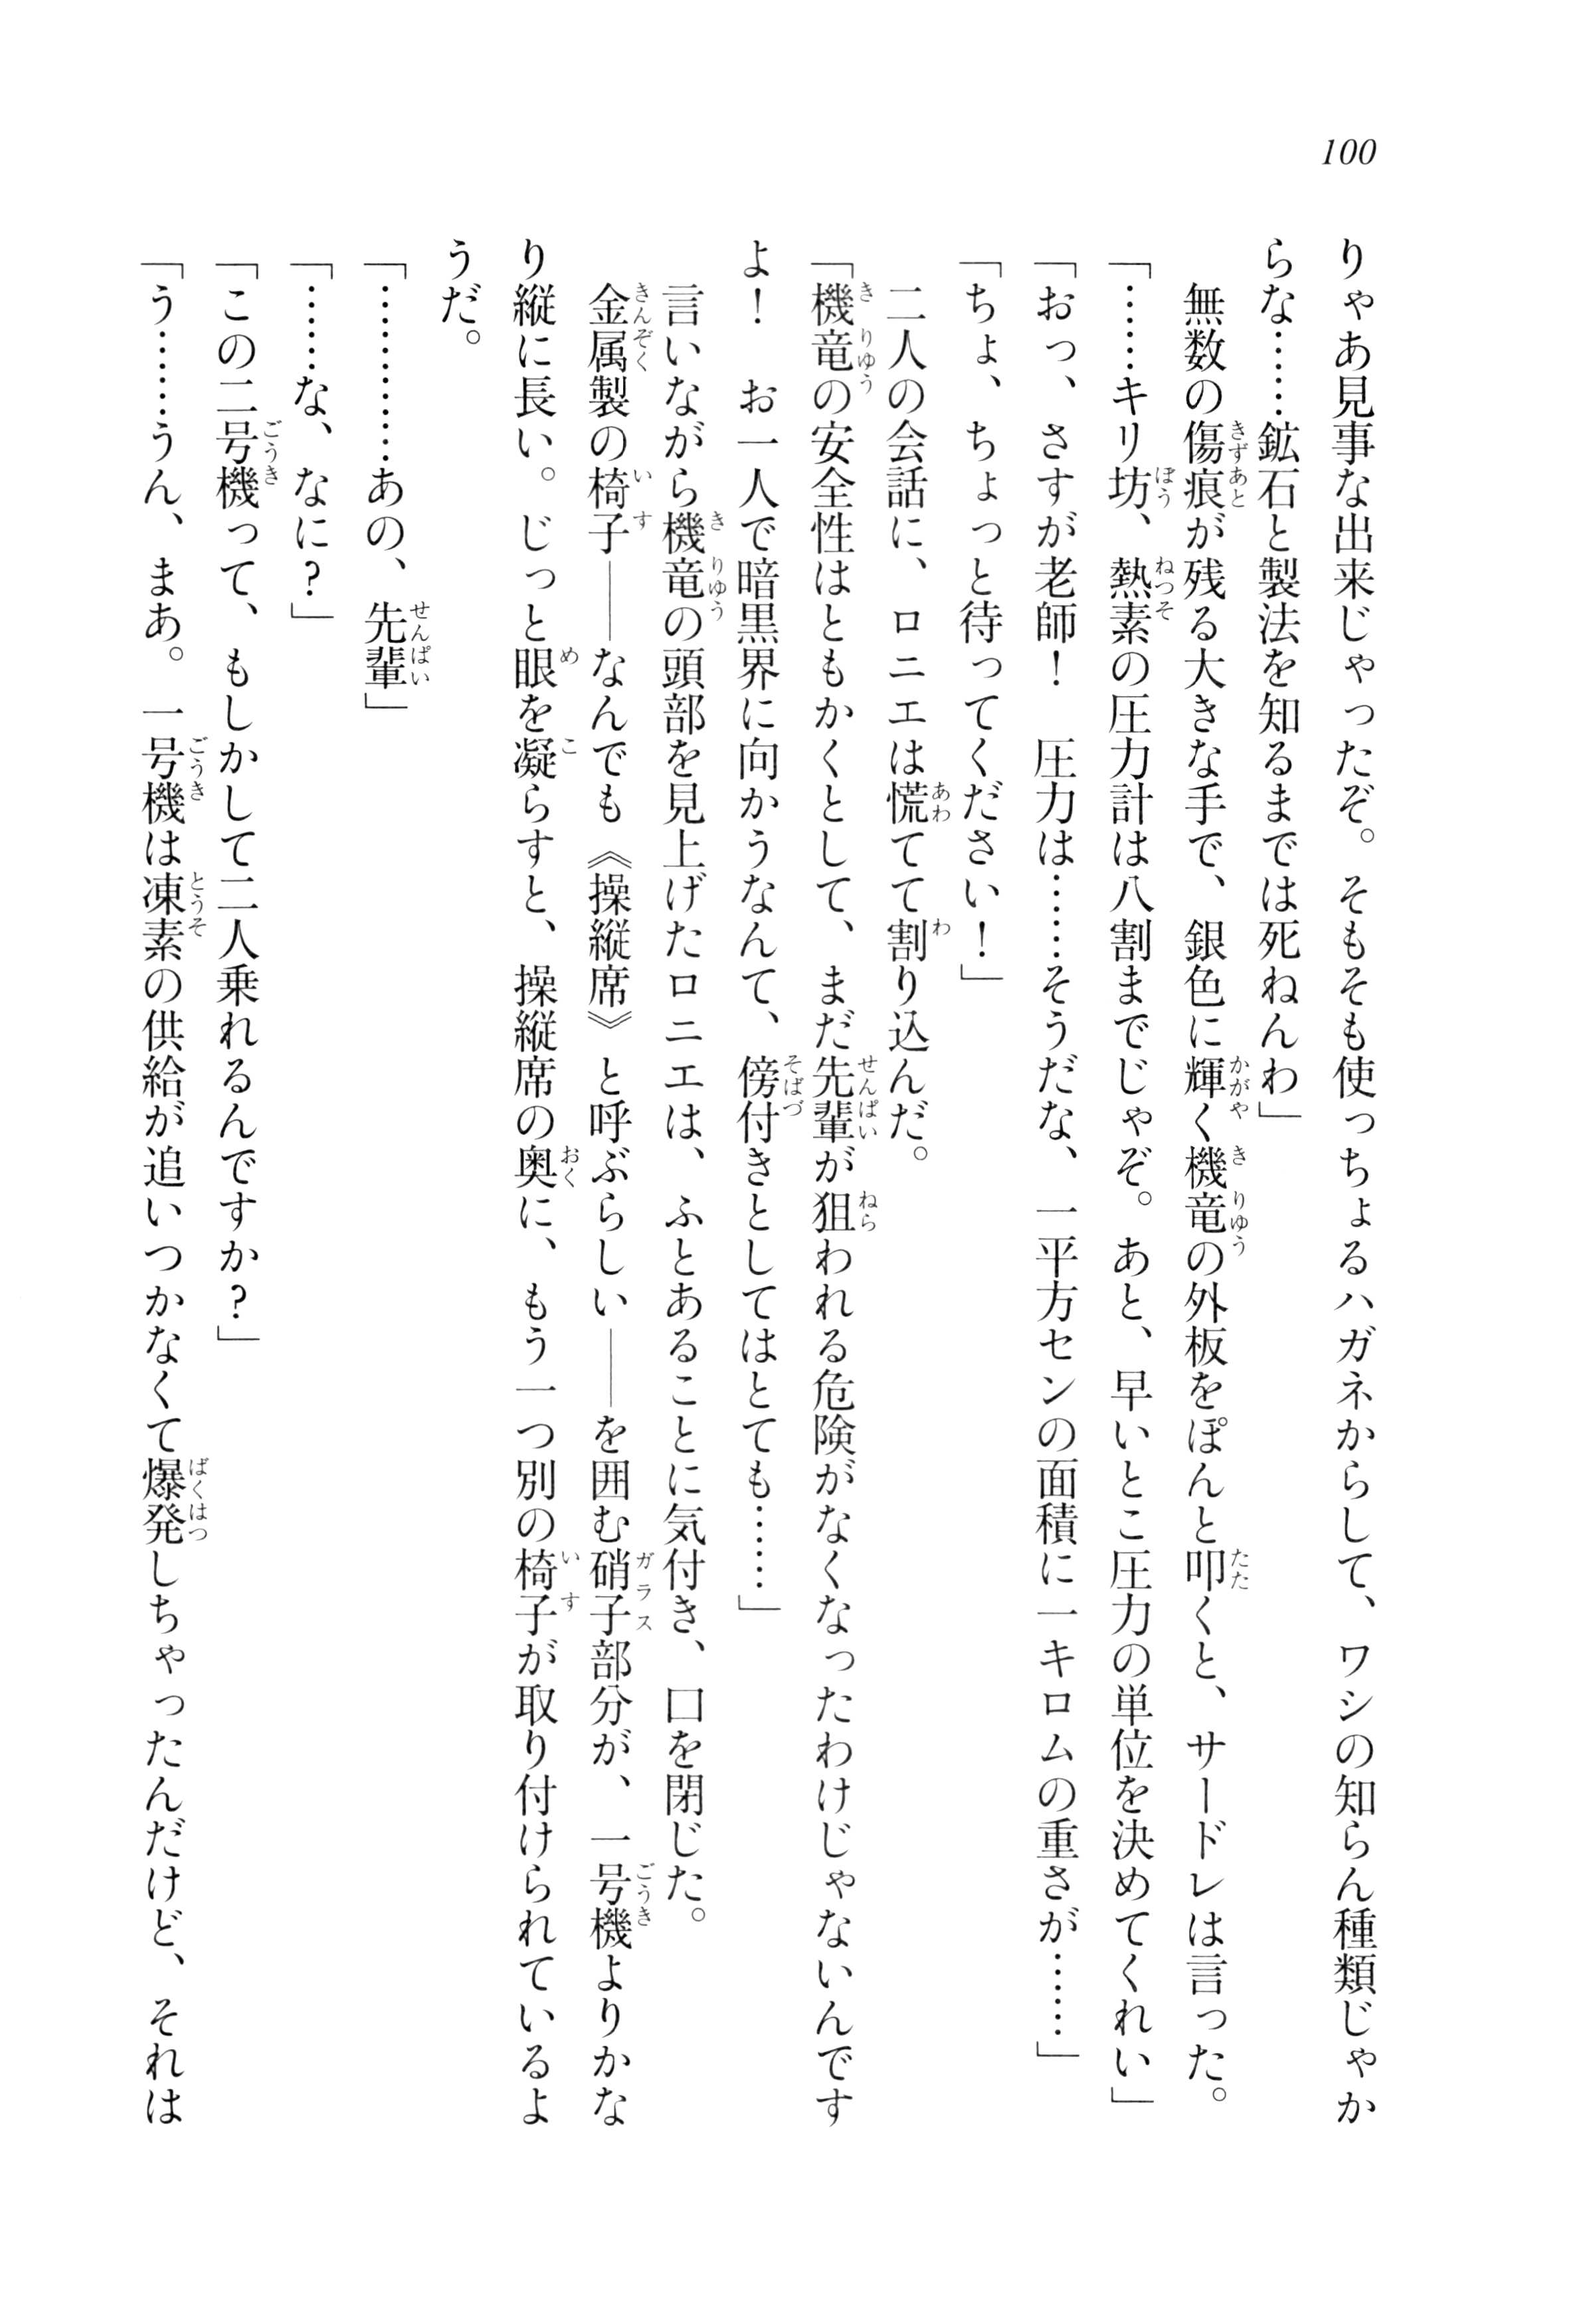 100
りゃあ見事な出来じゃったぞ。そもそも使っちょるハガネからして、ワシの知らん種類じゃか
らな……鉱石と製法を知るまでは死ねんわ」
　無数の傷痕が残る大きな手で、銀色に輝く機竜の外板をぽんと叩くと、サードレは言った。
「……キリ坊、熱素の圧力計は八割までじゃぞ。あと、早いとこ圧力の単位を決めてくれい」
「おっ、さすが老師！　圧力は……そうだな、一平方センの面積に一キロムの重さが……」
「ちょ、ちょっと待ってください！」
　二人の会話に、ロニエは慌てて割り込んだ。
「機竜の安全性はともかくとして、まだ先輩が狙われる危険がなくなったわけじゃないんです
よ！　お一人で暗黒界に向かうなんて、傍付きとしてはとても……」
　言いながら機竜の頭部を見上げたロニエは、ふとあることに気付き、口を閉じた。
　金属製の椅子――なんでも《操縦席》と呼ぶらしい――を囲む硝子部分が、一号機よりかな
り縦に長い。じっと眼を凝らすと、操縦席の奥に、もう一つ別の椅子が取り付けられているよ
うだ。
「…………あの、先輩」
「……な、なに？」
「この二号機って、もしかして二人乗れるんですか？」
「う……うん、まあ。一号機は凍素の供給が追いつかなくて爆発しちゃったんだけど、それは